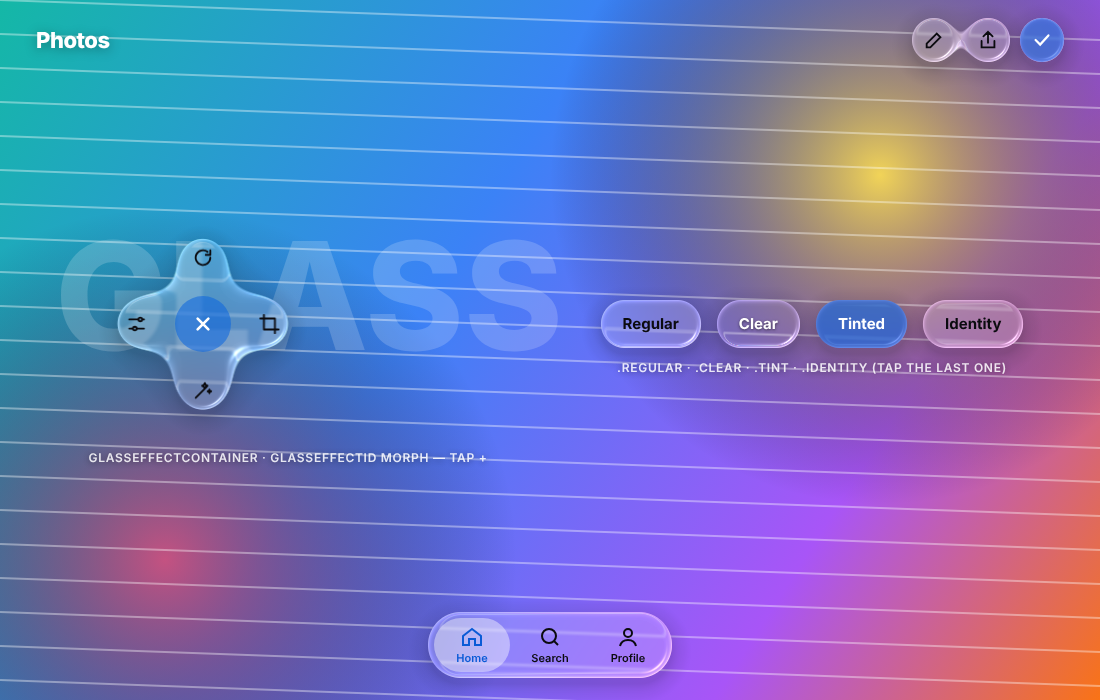 Photos
GLASS
Regular
Clear
Tinted
Identity
.REGULAR · .CLEAR · .TINT · .IDENTITY (TAP THE LAST ONE)
GLASSEFFECTCONTAINER · GLASSEFFECTID MORPH — TAP +
Home
Search
Profile